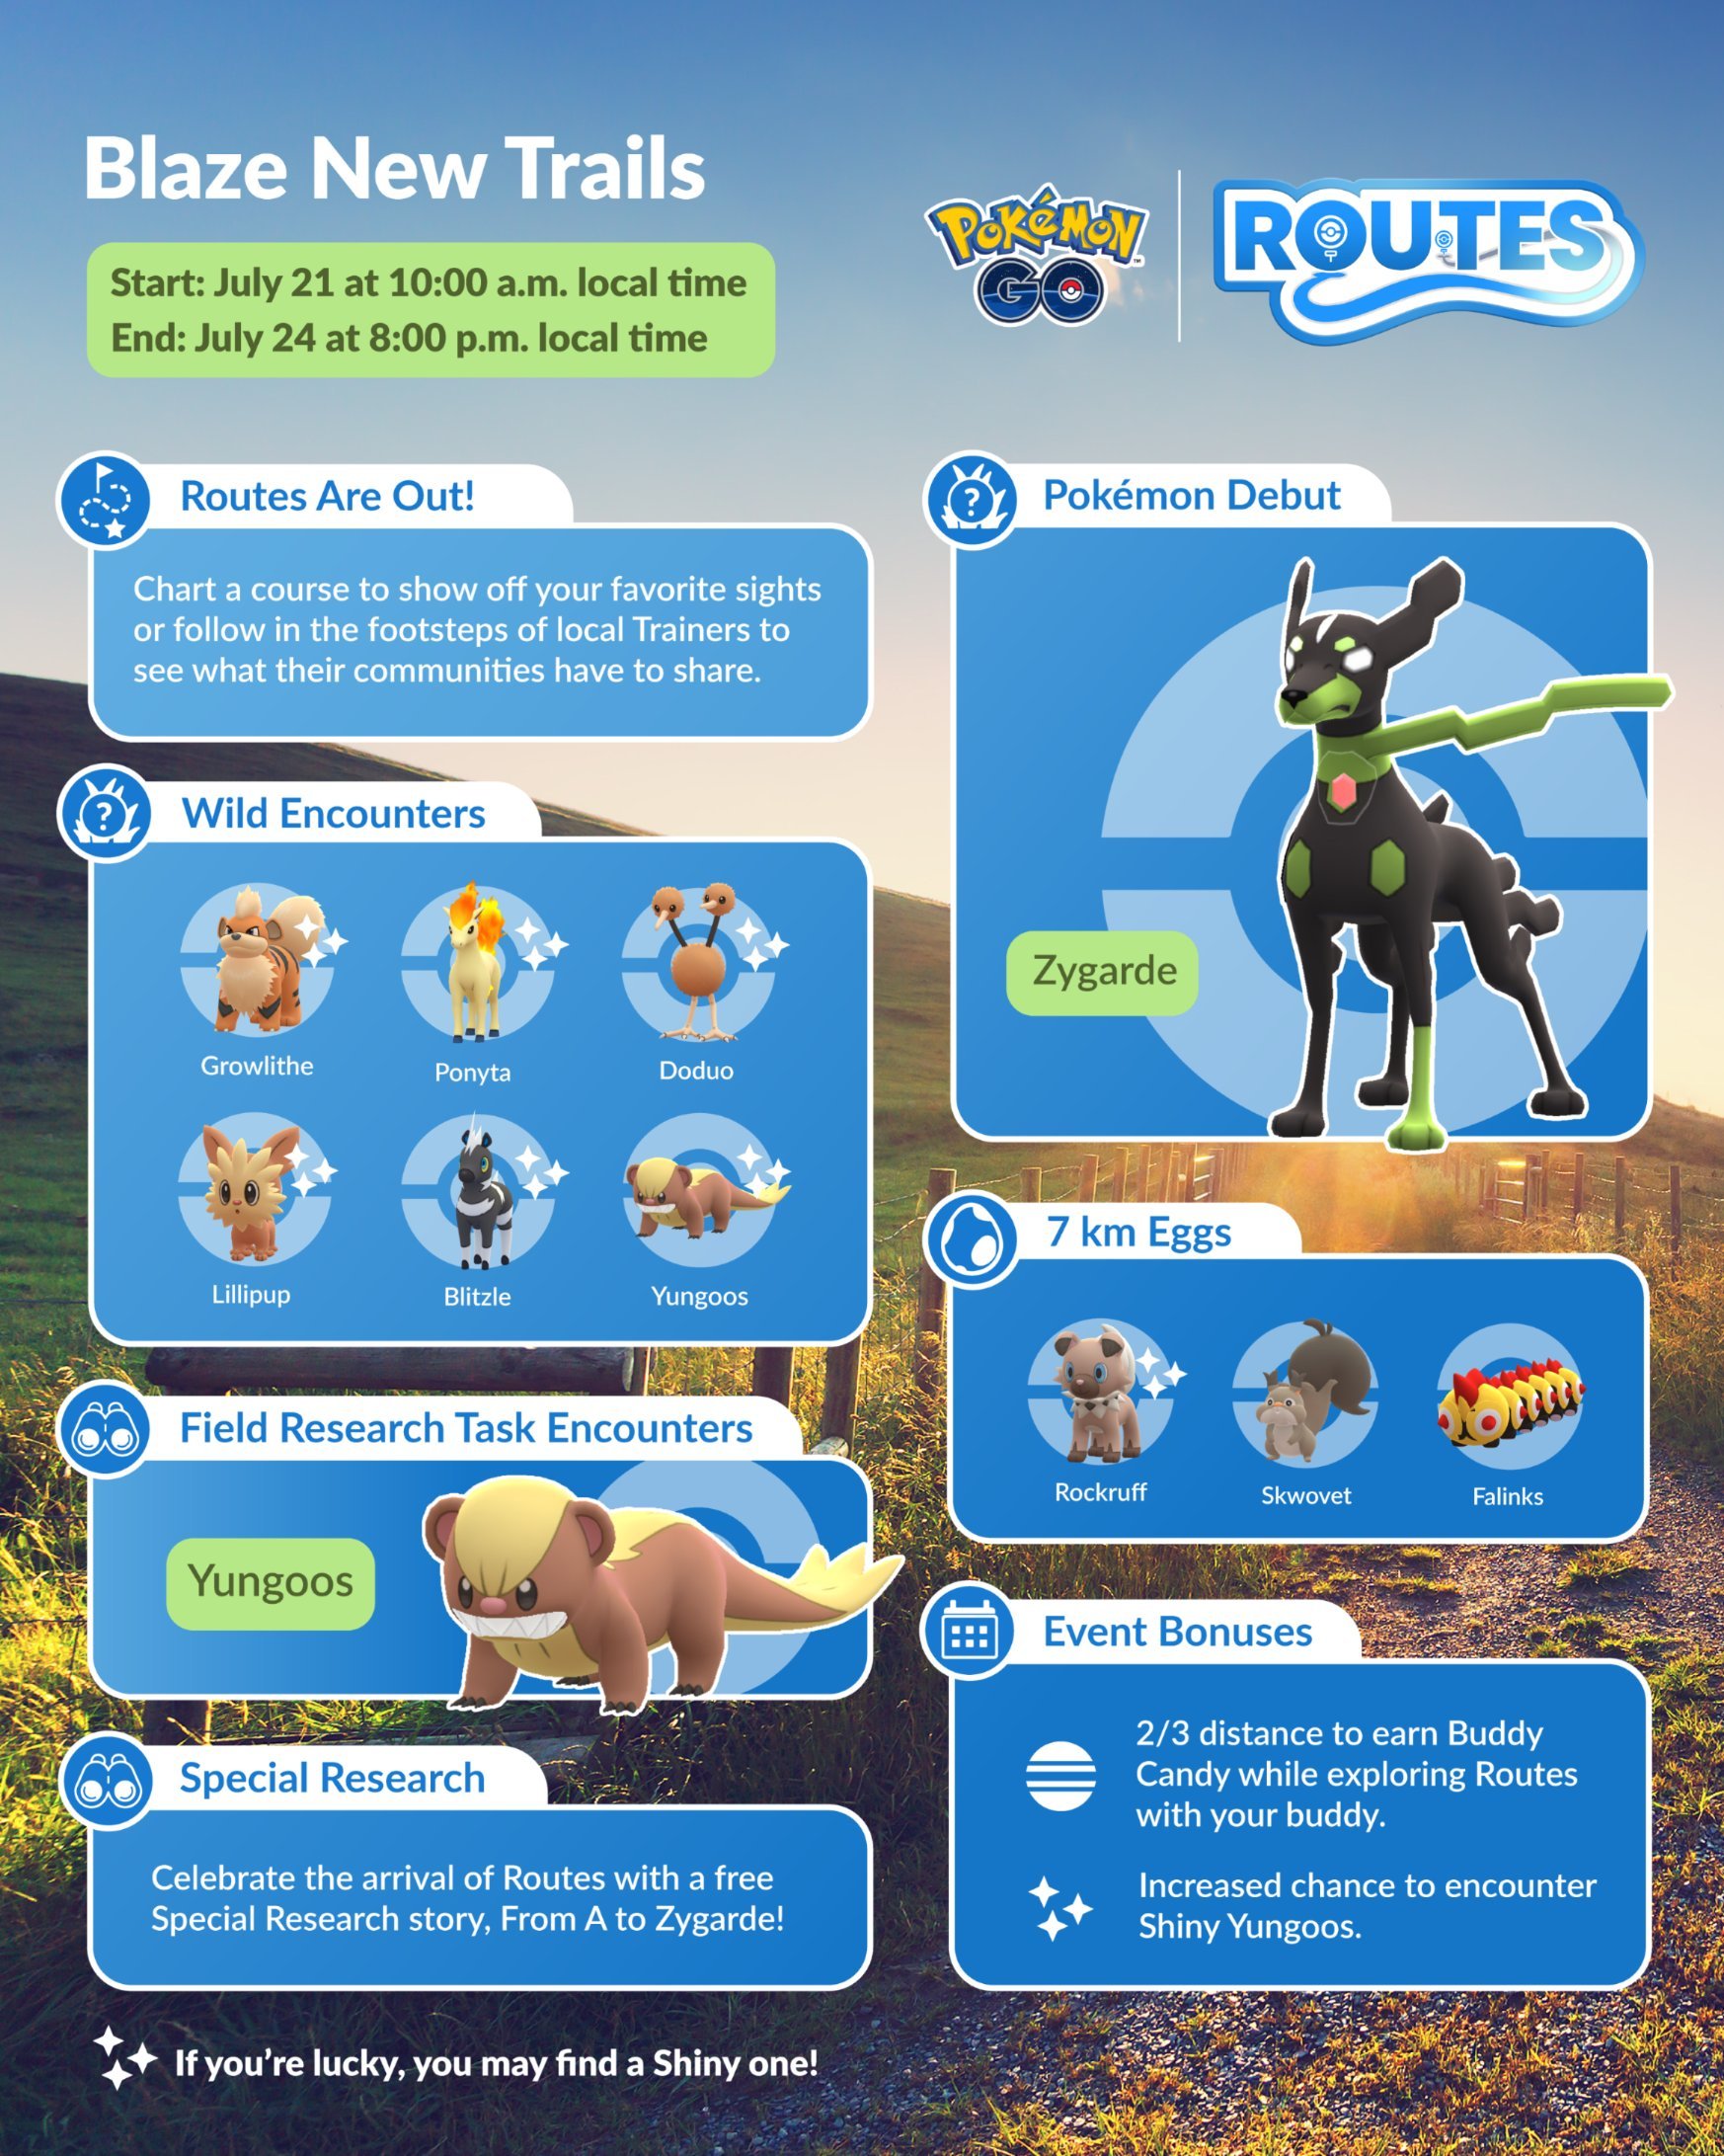 Blaze New Trails
Start: July 21 at 10:00 a.m. local time
End: July 24 at 8:00 p.m. local time
POKÉMON
GO
ROUTES
Routes Are Out!
Chart a course to show off your favorite sights
or follow in the footsteps of local Trainers to
see what their communities have to share.
Wild Encounters
Growlithe
Ponyta
Doduo
Lillipup
Blitzle
Yungoos
Field Research Task Encounters
Yungoos
Special Research
Celebrate the arrival of Routes with a free
Special Research story, From A to Zygarde!
Pokémon Debut
Zygarde
7 km Eggs
Rockruff
Skwovet
Falinks
Event Bonuses
2/3 distance to earn Buddy
Candy while exploring Routes
with your buddy.
Increased chance to encounter
Shiny Yungoos.
If you're lucky, you may find a Shiny one!